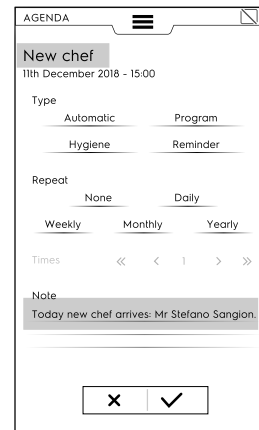 AGENDA
New chef
11th December 2018 - 15:00
Type
Automatic Program
Hygiene Reminder
Repeat
None Daily
Weekly Monthly Yearly
Times « < 1 > »
Note
Today new chef arrives: Mr Stefano Sangion.